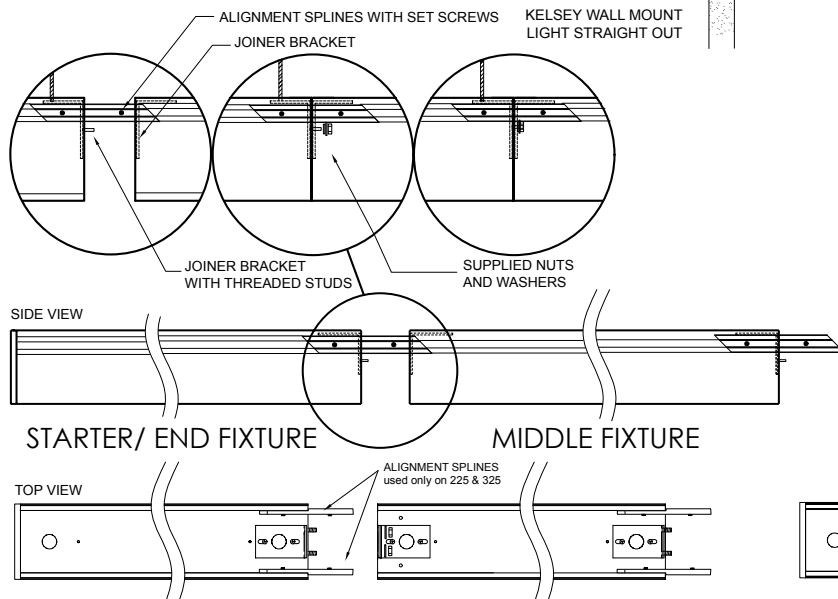 ALIGNMENT SPLINES WITH SET SCREWS
JOINER BRACKET
KELSEY WALL MOUNT
LIGHT STRAIGHT OUT
JOINER BRACKET
WITH THREADED STUDS
SUPPLIED NUTS
AND WASHERS
SIDE VIEW
STARTER/ END FIXTURE
MIDDLE FIXTURE
TOP VIEW
ALIGNMENT SPLINES
used only on 225 & 325